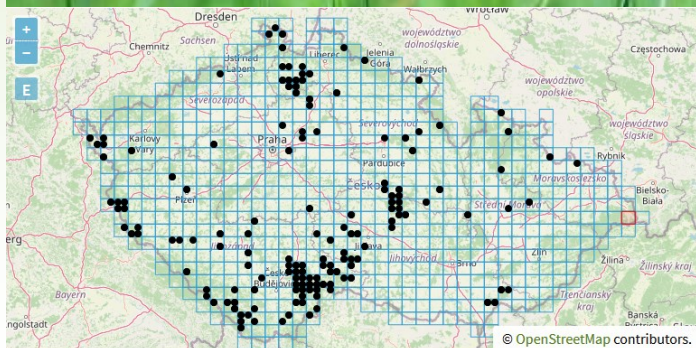 Dresden
Wrocław
+
−
E
Chemnitz
Sachsen
Ústí nad
Labem
Liberec
Jelenia
Góra
województwo
dolnośląskie
Wałbrzych
Częstochowa
województwo
opolskie
Severozápad
Karlovy
Vary
Praha
Severovýchod
województwo
śląskie
Rybnik
Pardubice
Česko
Plzeň
Moravskoslezsko
Bielsko-
Biała
Střední Morava
Jihozápad
Jihlava
Jihovýchod
Brno
Zlín
Žilina
Žilinský kraj
České
Budějovice
Bayern
Trenčiansky
kraj
Banská
Bystrica
© OpenStreetMap contributors.